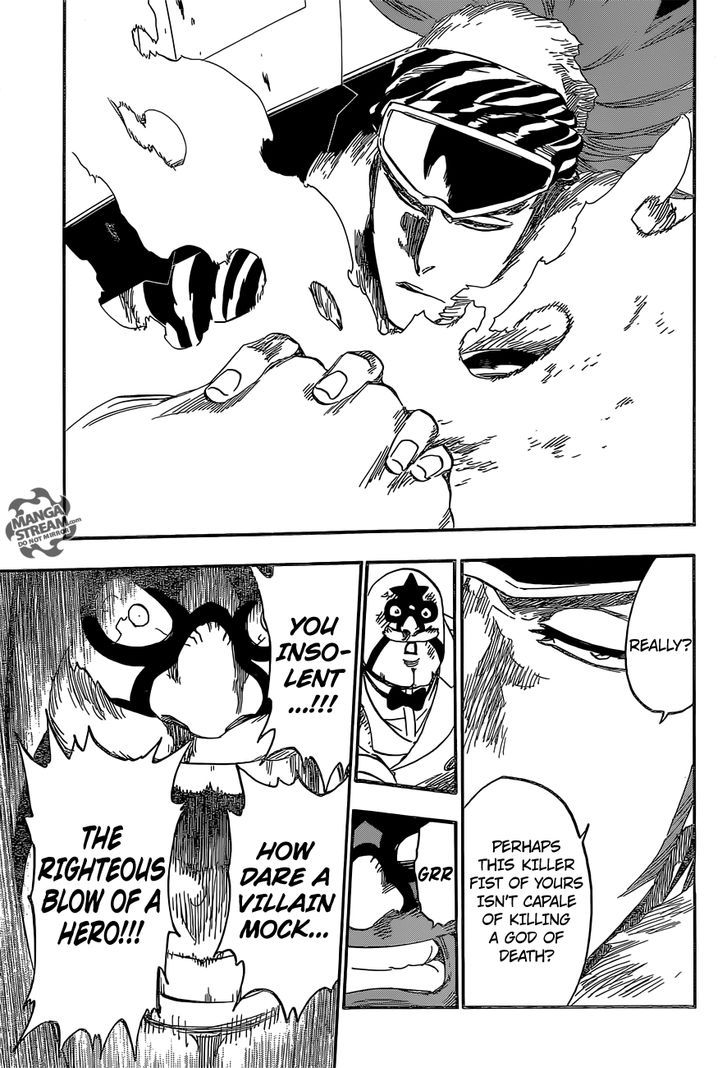 MANGA
STREAM.com
DO NOT MIRROR
REALLY?
PERHAPS
THIS KILLER
FIST OF YOURS
ISN'T CAPALE
OF KILLING
A GOD OF
DEATH?
GRR
YOU
INSO-
LENT
...!!!
HOW
DARE A
VILLAIN
MOCK...
THE
RIGHTEOUS
BLOW OF A
HERO!!!